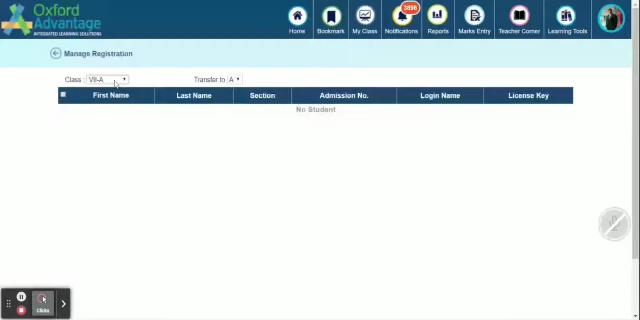 Oxford
Advantage
INTEGRATED LEARNING SOLUTIONS
Home
Bookmark
My Class
3896
Notifications
Reports
Marks Entry
Teacher Corner
Learning Tools
Manage Registration
Class : VII-A
Transfer to A
First Name Last Name Section Admission No. Login Name License Key
No Student
Clicks